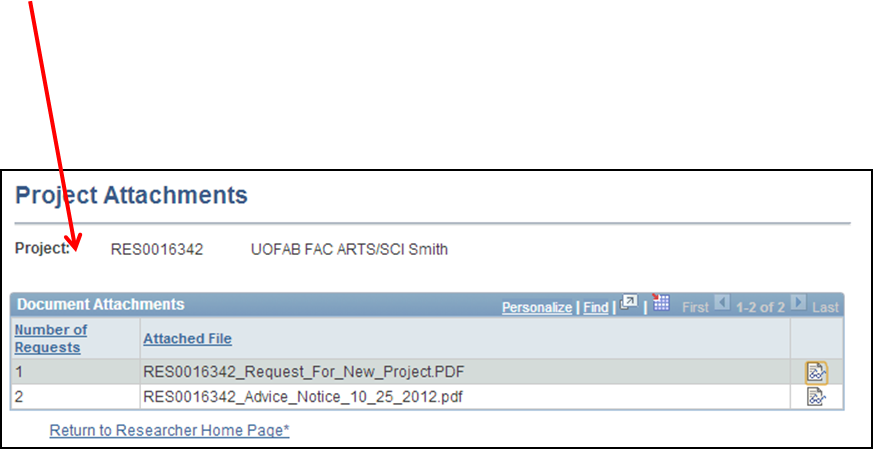 Project Attachments
Project: RES0016342 UOFAB FAC ARTS/SCI Smith
Document Attachments Personalize | Find | | First 1-2 of 2 Last
Number of Requests Attached File
1 RES0016342_Request_For_New_Project.PDF
2 RES0016342_Advice_Notice_10_25_2012.pdf
Return to Researcher Home Page*